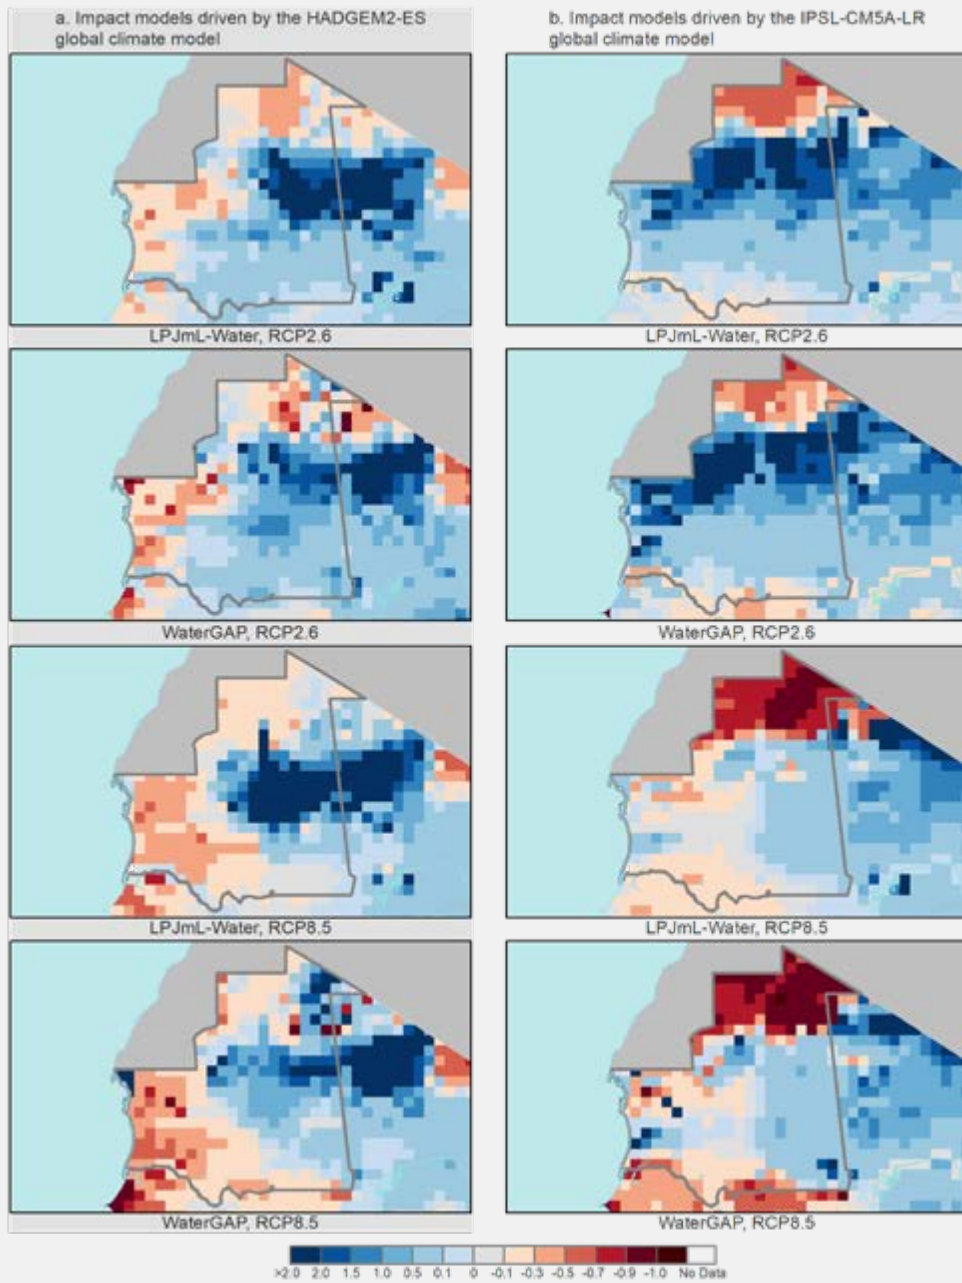 a. Impact models driven by the HADGEM2-ES
global climate model
b. Impact models driven by the IPSL-CM5A-LR
global climate model
LPJmL-Water, RCP2.6
LPJmL-Water, RCP2.6
WaterGAP, RCP2.6
WaterGAP, RCP2.6
LPJmL-Water, RCP8.5
LPJmL-Water, RCP8.5
WaterGAP, RCP8.5
WaterGAP, RCP8.5
>2.0 2.0 1.5 1.0 0.5 0.1 0 -0.1 -0.3 -0.5 -0.7 -0.9 -1.0 No Data